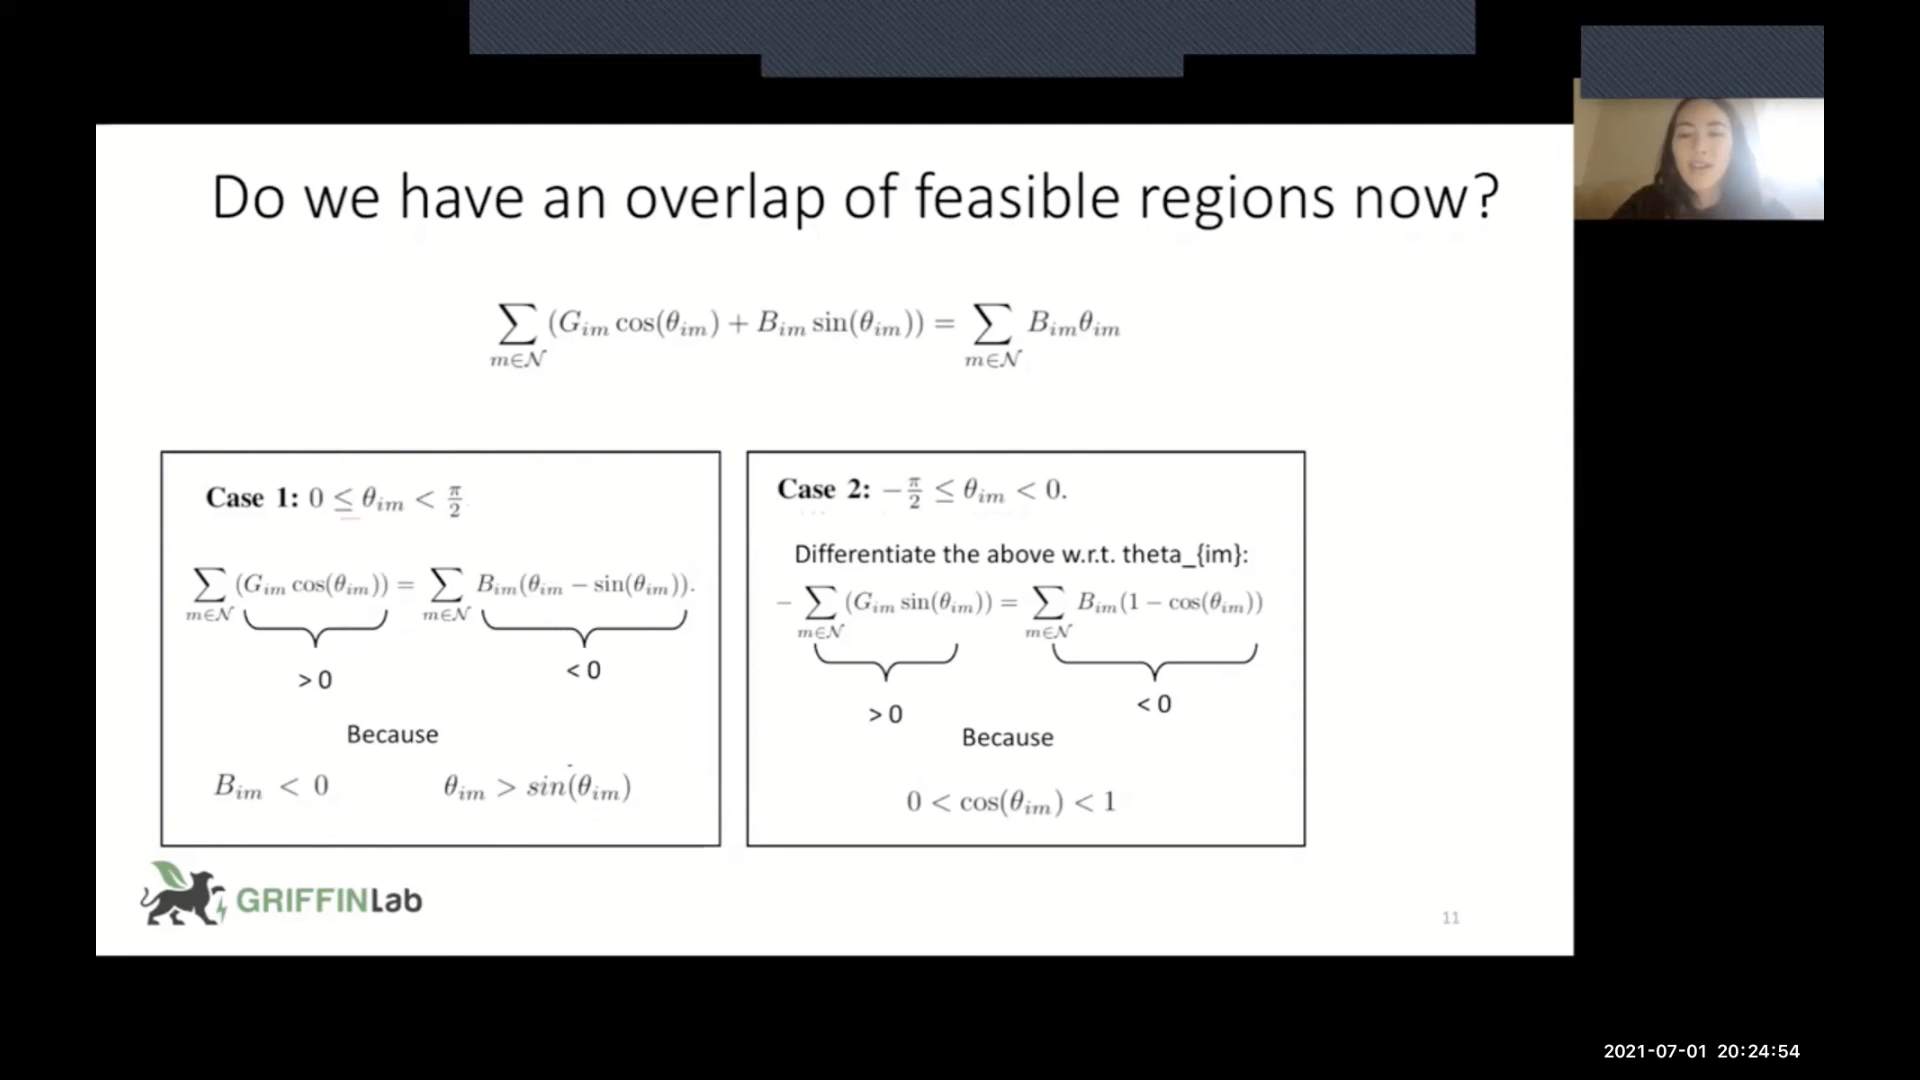 Do we have an overlap of feasible regions now?
∑_{m∈𝒩} (G_{im} cos(θ_{im}) + B_{im} sin(θ_{im})) = ∑_{m∈𝒩} B_{im}θ_{im}
Case 1: 0 ≤ θ_{im} < π/2
∑_{m∈𝒩} (G_{im} cos(θ_{im})) = ∑_{m∈𝒩} B_{im}(θ_{im} − sin(θ_{im})).
> 0
< 0
Because
B_{im} < 0
θ_{im} > sin(θ_{im})
Case 2: −π/2 ≤ θ_{im} < 0.
Differentiate the above w.r.t. theta_{im}:
− ∑_{m∈𝒩} (G_{im} sin(θ_{im})) = ∑_{m∈𝒩} B_{im}(1 − cos(θ_{im}))
> 0
< 0
Because
0 < cos(θ_{im}) < 1
GRIFFINLab
11
2021-07-01 20:24:54